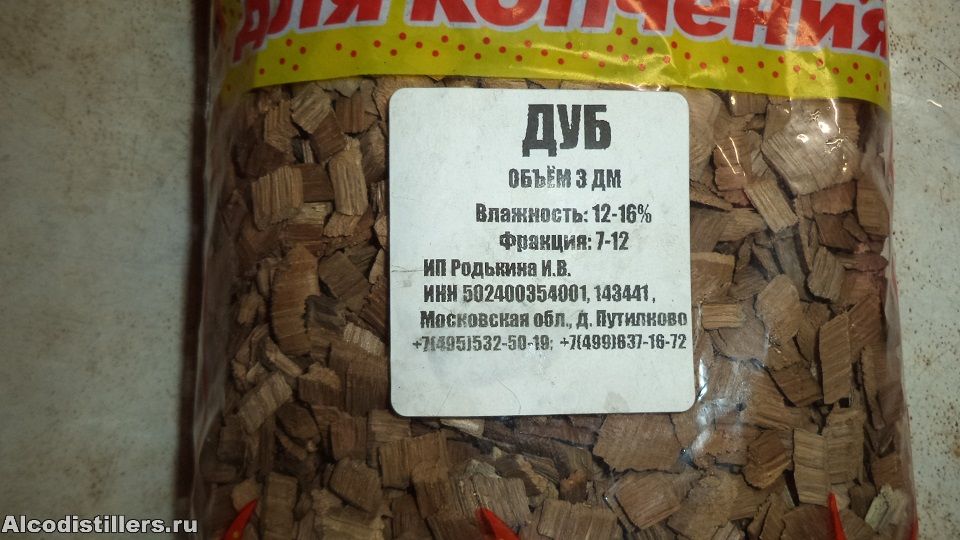 для копчения
ДУБ
ОБЪЁМ 3 ДМ
Влажность: 12-16%
Фракция: 7-12
ИП Родькина И.В.
ИНН 502400354001, 143441 ,
Московская обл., д. Путилково
+7(495)532-50-19; +7(499)637-16-72
Alcodistillers.ru